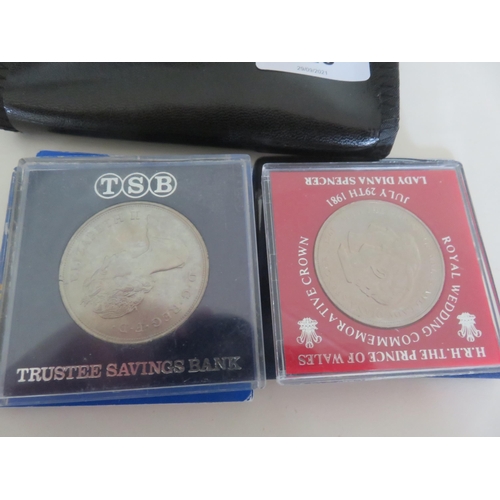 TSB
TRUSTEE SAVINGS BANK
H.R.H. THE PRINCE OF WALES
LADY DIANA SPENCER
ROYAL WEDDING COMMEMORATIVE CROWN
JULY 29TH 1981